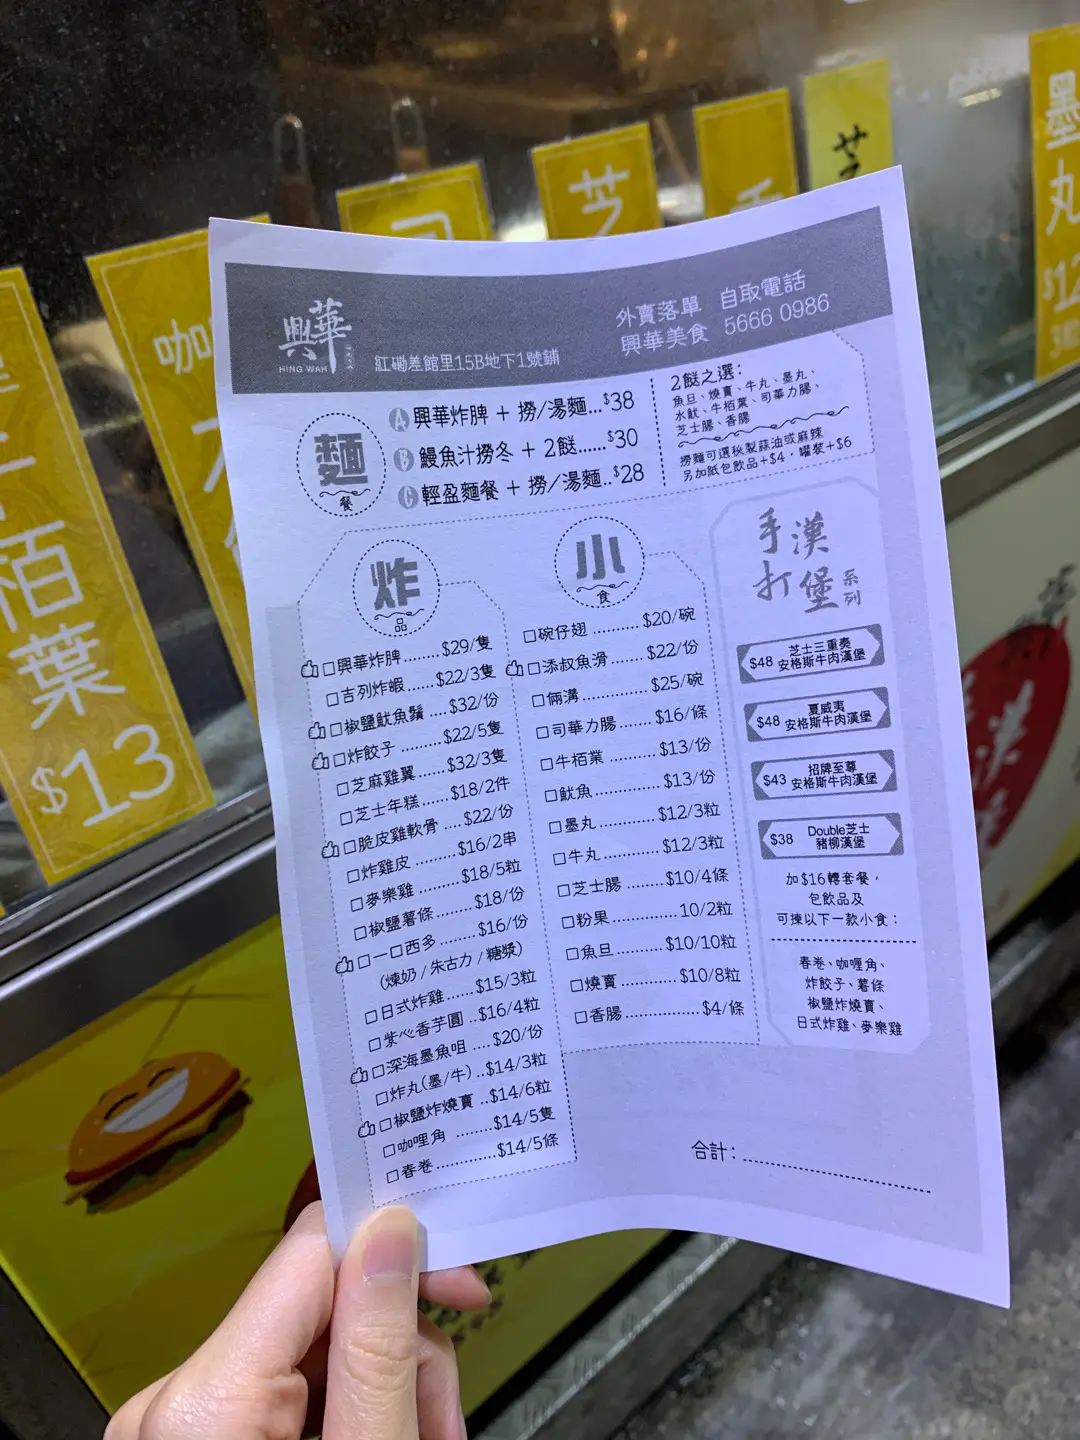 咖
芝
墨
丸
$12
柏
葉
$13
興華
HING WAH
紅磡差館里15B地下1號鋪
外賣落單 自取電話
興華美食 5666 0986
麵
餐
A 興華炸脾 + 撈/湯麵...$38
B 鰻魚汁撈冬 + 2餸......$30
C 輕盈麵餐 + 撈/湯麵..$28
2餸之選：
魚旦、燒賣、牛丸、墨丸、
水魷、牛栢葉、司華力腸、
芝士腸、香腸
撈麵可選秋製蒜油或麻辣
另加紙包飲品+$4，罐裝+$6
炸
品
□興華炸脾........$29/隻
□吉列炸蝦......$22/3隻
□椒鹽魷魚鬚....$32/份
□炸餃子.........$22/5隻
□芝麻雞翼......$32/3隻
□芝士年糕......$18/2件
□脆皮雞軟骨....$22/份
□炸雞皮.........$16/2串
□麥樂雞.........$18/5粒
□椒鹽薯條........$18/份
□一口西多........$16/份
(煉奶/朱古力/糖漿)
□日式炸雞......$15/3粒
□紫心香芋圓..$16/4粒
□深海墨魚咀....$20/份
□炸丸(墨/牛)..$14/3粒
□椒鹽炸燒賣..$14/6粒
□咖哩角.........$14/5隻
□春卷............$14/5條
小
食
□碗仔翅..........$20/碗
□添叔魚滑.......$22/份
□倆溝..............$25/碗
□司華力腸.......$16/條
□牛栢業...........$13/份
□魷魚..............$13/份
□墨丸............$12/3粒
□牛丸............$12/3粒
□芝士腸........$10/4條
□粉果.............10/2粒
□魚旦..........$10/10粒
□燒賣............$10/8粒
□香腸................$4/條
手打
漢堡
系列
$48 芝士三重奏
安格斯牛肉漢堡
$48 夏威夷
安格斯牛肉漢堡
$43 招牌至尊
安格斯牛肉漢堡
$38 Double芝士
豬柳漢堡
加$16轉套餐，
包飲品及
可揀以下一款小食：
春卷、咖喱角、
炸餃子、薯條
椒鹽炸燒賣、
日式炸雞、麥樂雞
合計：
漢